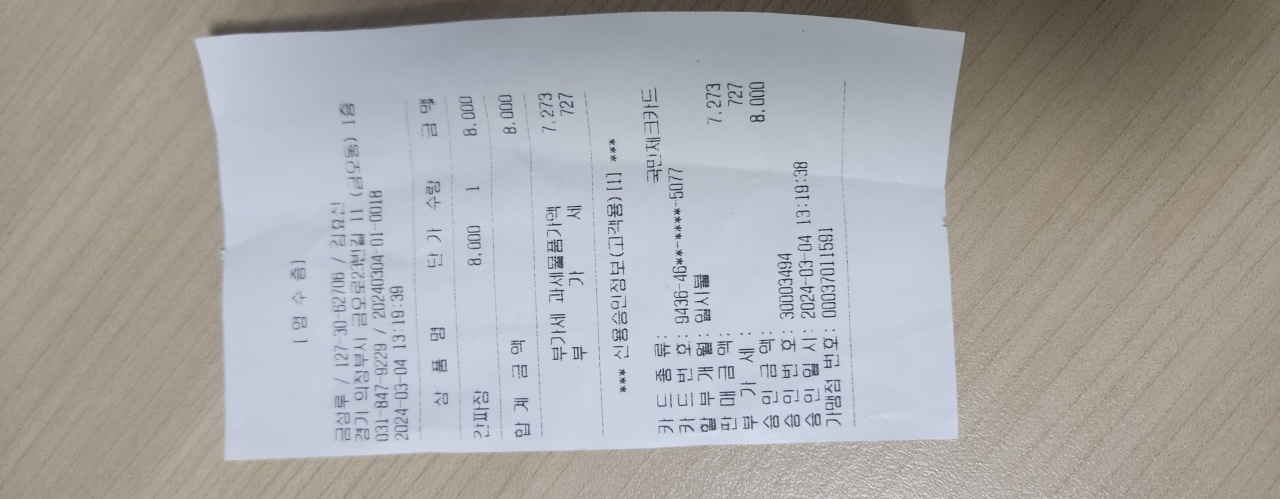 [ 영 수 증]
금성루 / 127-30-62706 / 김효신
경기 의정부시 금오로23번길 11 (금오동) 1층
031-847-9229 / 20240304-01-0018
2024-03-04 13:19:39
상 품 명 단 가 수량 금 액
간짜장 8,000 1 8,000
합 계 금 액 8,000
부가세 과세물품가액 7,273
부 가 세 727
*** 신용승인정보(고객용) [1] ***
카 드 종 류: 국민체크카드
카 드 번 호: 9436-46**-****-5077
할 부 개 월: 일시불
판 매 금 액: 7,273
부 가 세 : 727
승 인 금 액: 8,000
승 인 번 호: 30003494
승 인 일 시: 2024-03-04 13:19:38
가맹점 번호: 00037011591